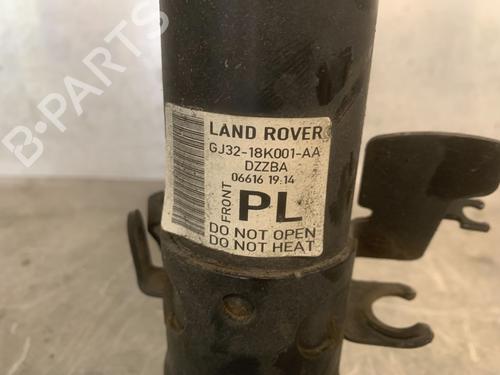 LAND ROVER
GJ32-18K001-AA
DZZBA
06616 19:14
FRONT
PL
DO NOT OPEN
DO NOT HEAT
B-PARTS